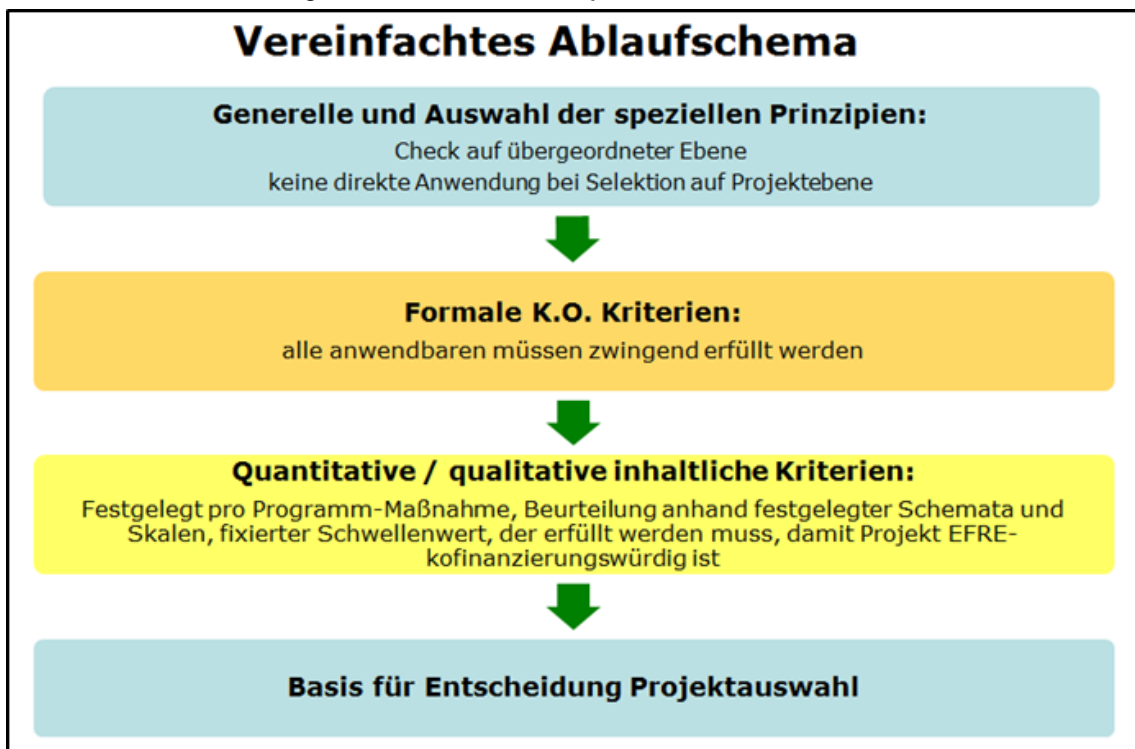 Vereinfachtes Ablaufschema
Generelle und Auswahl der speziellen Prinzipien:
Check auf übergeordneter Ebene
keine direkte Anwendung bei Selektion auf Projektebene
Formale K.O. Kriterien:
alle anwendbaren müssen zwingend erfüllt werden
Quantitative / qualitative inhaltliche Kriterien:
Festgelegt pro Programm-Maßnahme, Beurteilung anhand festgelegter Schemata und
Skalen, fixierter Schwellenwert, der erfüllt werden muss, damit Projekt EFRE-
kofinanzierungswürdig ist
Basis für Entscheidung Projektauswahl